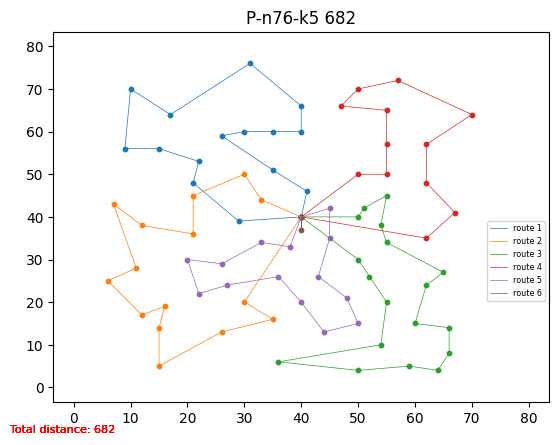 P-n76-k5 682
80
70
60
50
40
30
20
10
0
0 10 20 30 40 50 60 70 80
route 1
route 2
route 3
route 4
route 5
route 6
Total distance: 682